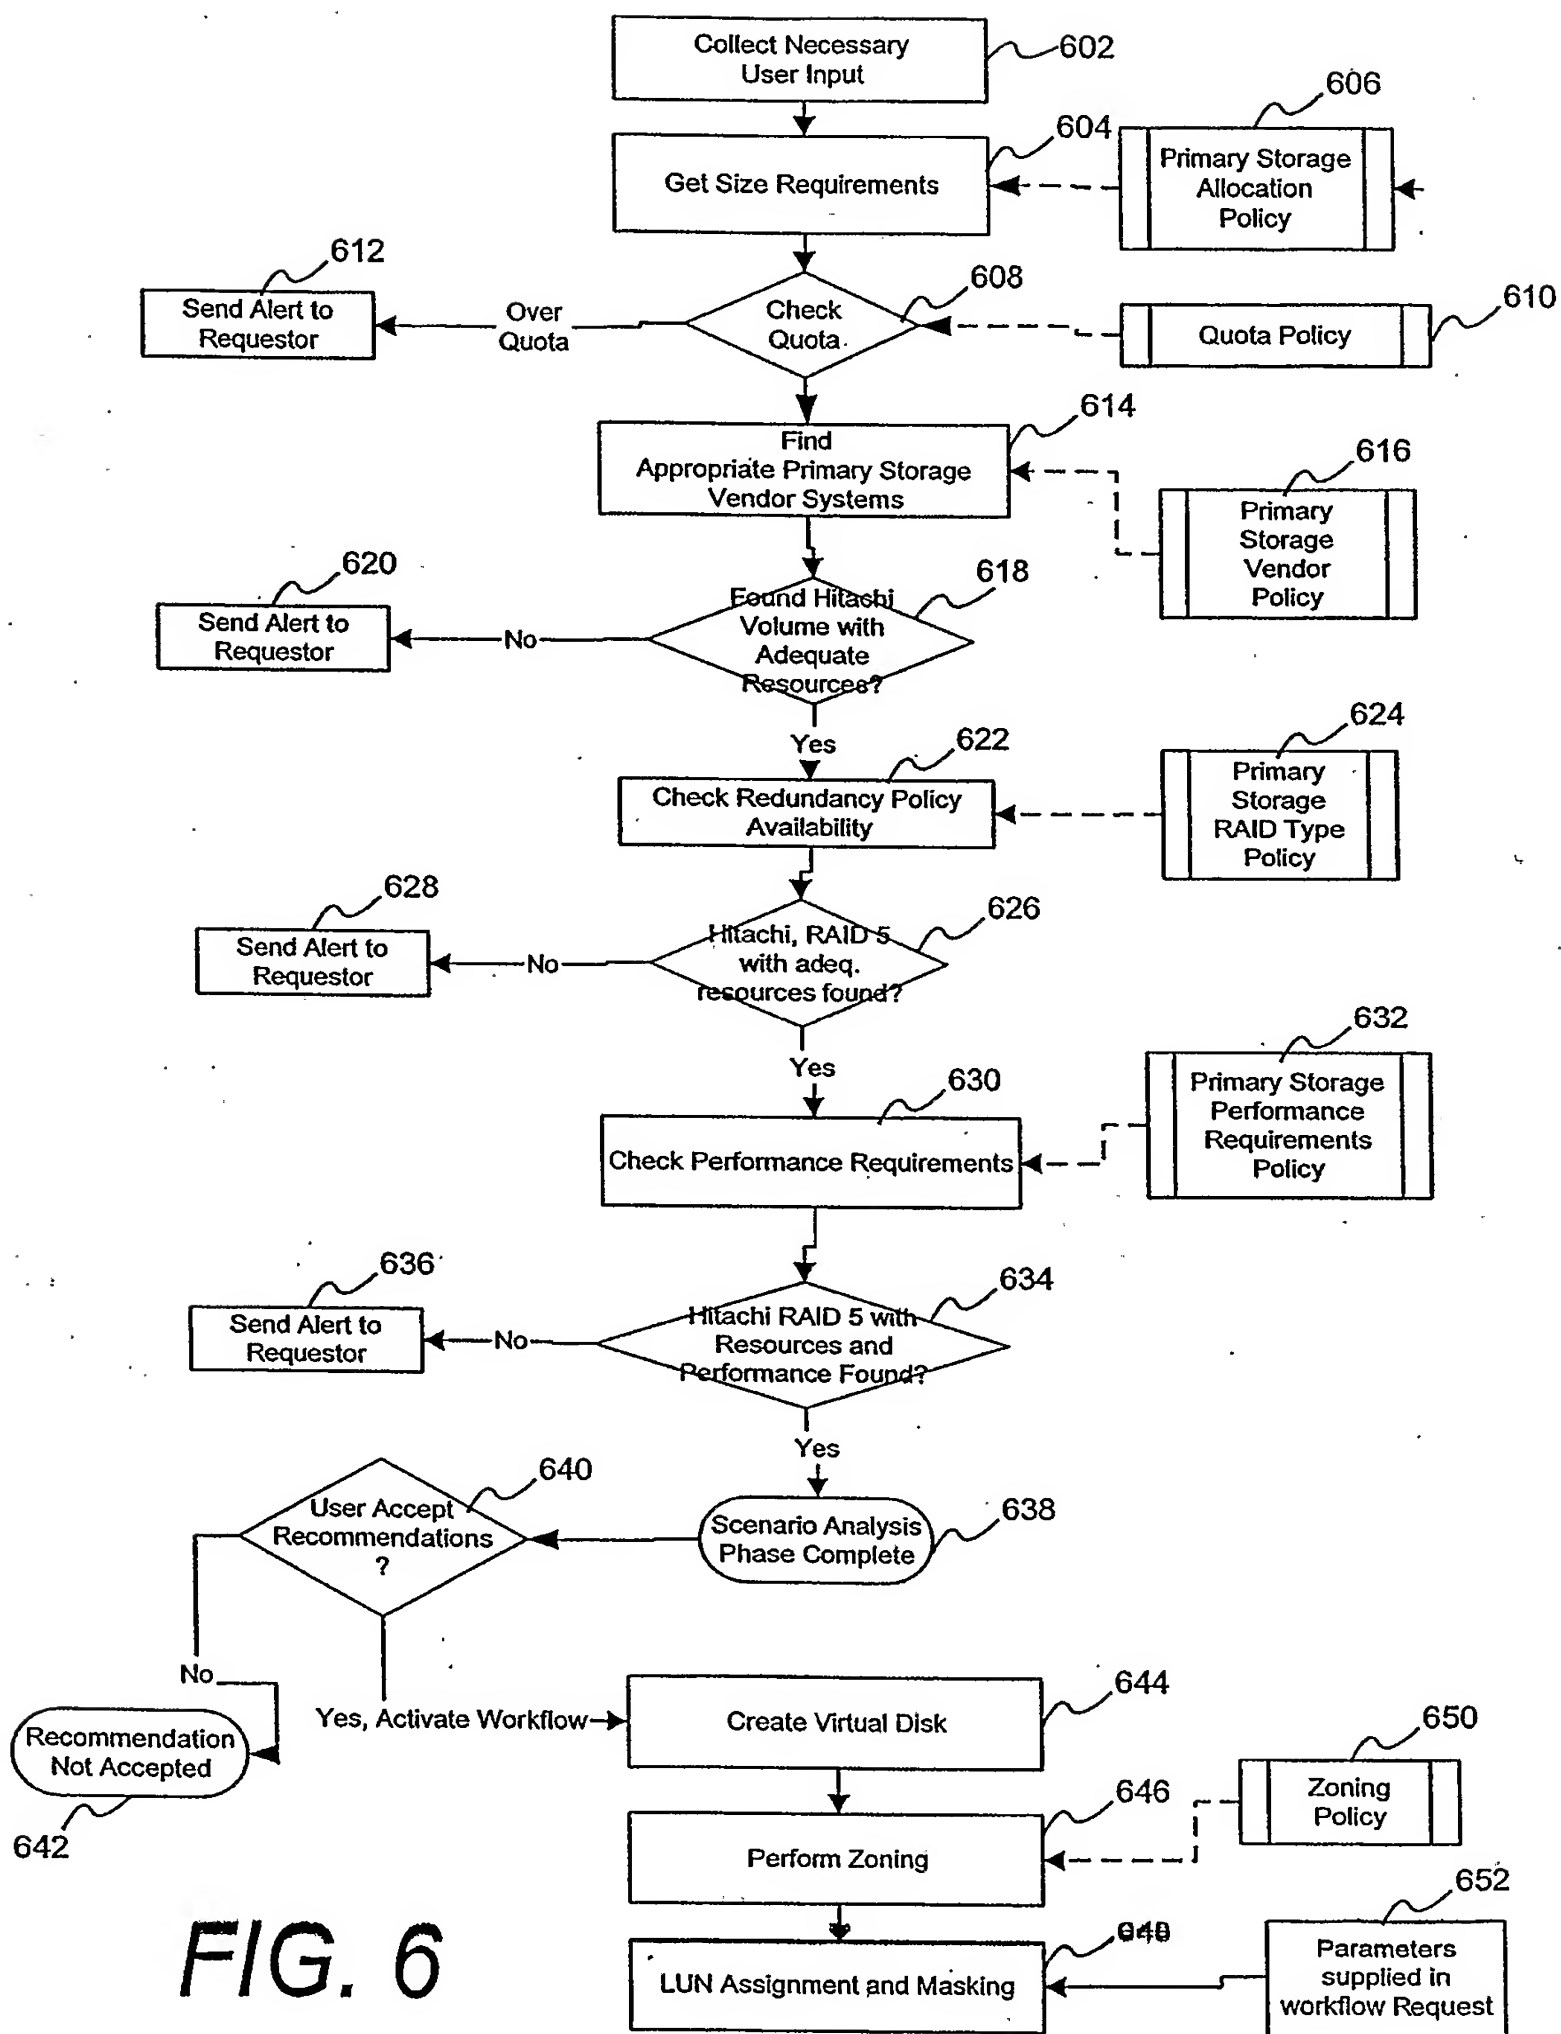 Collect Necessary
User Input
602
606
604
Primary Storage
Allocation
Policy
Get Size Requirements
612
608
Send Alert to
Requestor
Over
Quota
Check
Quota
610
Quota Policy
614
Find
Appropriate Primary Storage
Vendor Systems
616
Primary
Storage
Vendor
Policy
620
618
Send Alert to
Requestor
No
Found Hitachi
Volume with
Adequate
Resources?
Yes
622
624
Check Redundancy Policy
Availability
Primary
Storage
RAID Type
Policy
628
626
Send Alert to
Requestor
No
Hitachi, RAID 5
with adeq.
resources found?
Yes
632
630
Primary Storage
Performance
Requirements
Policy
Check Performance Requirements
636
634
Send Alert to
Requestor
No
Hitachi RAID 5 with
Resources and
Performance Found?
Yes
640
User Accept
Recommendations
?
638
Scenario Analysis
Phase Complete
No
Yes, Activate Workflow
644
Create Virtual Disk
Recommendation
Not Accepted
642
650
646
Zoning
Policy
Perform Zoning
652
LUN Assignment and Masking
Parameters
supplied in
workflow Request
FIG. 6